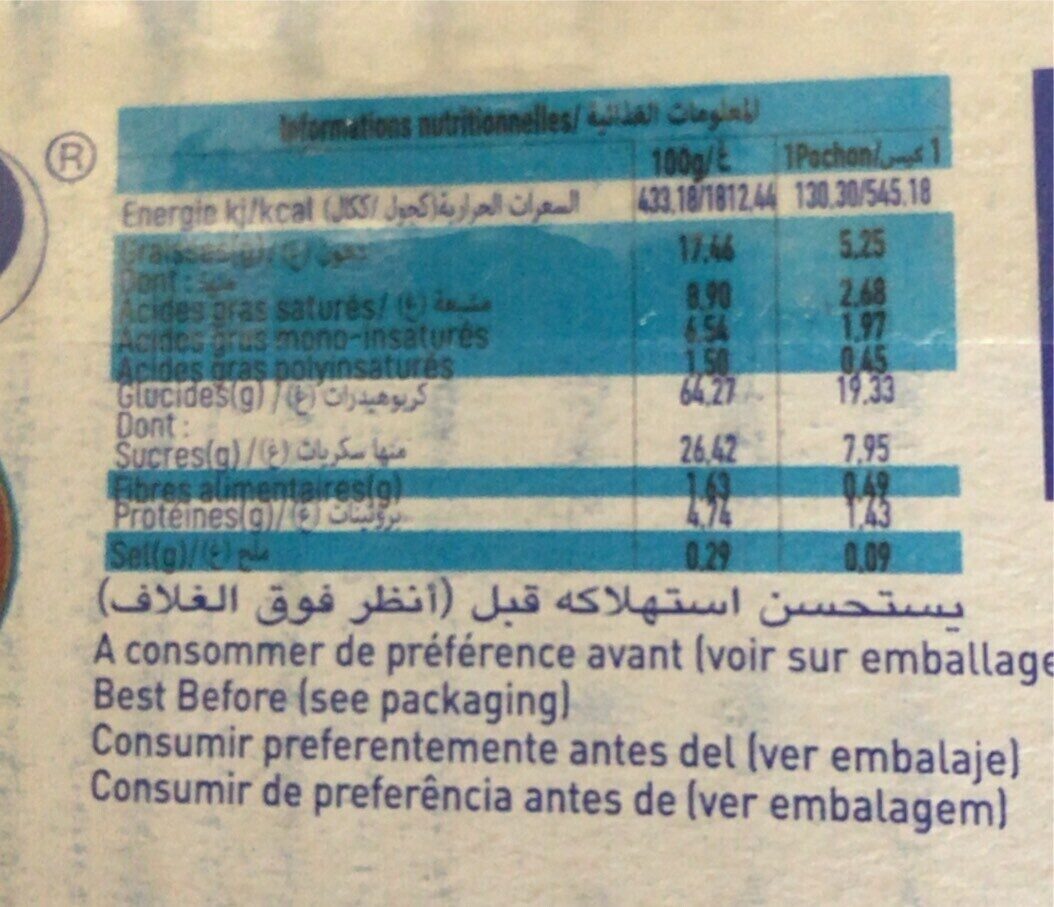 ®
Informations nutritionnelles/ المعلومات الغذائية
100g/غ 1Pochon/كيس 1
Energie kj/kcal (كجول /ككال) السعرات الحرارية 433.18/1812.44 130.30/545.18
Graisses(g)/(غ) دهون 17.46 5.25
Dont : منها
Acides gras saturés/ (غ) مشبعة 8.90 2.68
Acides gras mono-insaturés 6.54 1.97
Acides gras polyinsaturés 1.50 0.45
Glucides(g) /(غ) كربوهيدرات 64.27 19.33
Dont :
Sucres(g)/(غ) منها سكريات 26.42 7.95
Fibres alimentaires(g) 1.63 0.49
Protéines(g)/(غ) بروتينات 4.74 1.43
Sel(g)/(غ) ملح 0.29 0.09
يستحسن استهلاكه قبل (أنظر فوق الغلاف)
A consommer de préférence avant (voir sur emballage
Best Before (see packaging)
Consumir preferentemente antes del (ver embalaje)
Consumir de preferência antes de (ver embalagem)